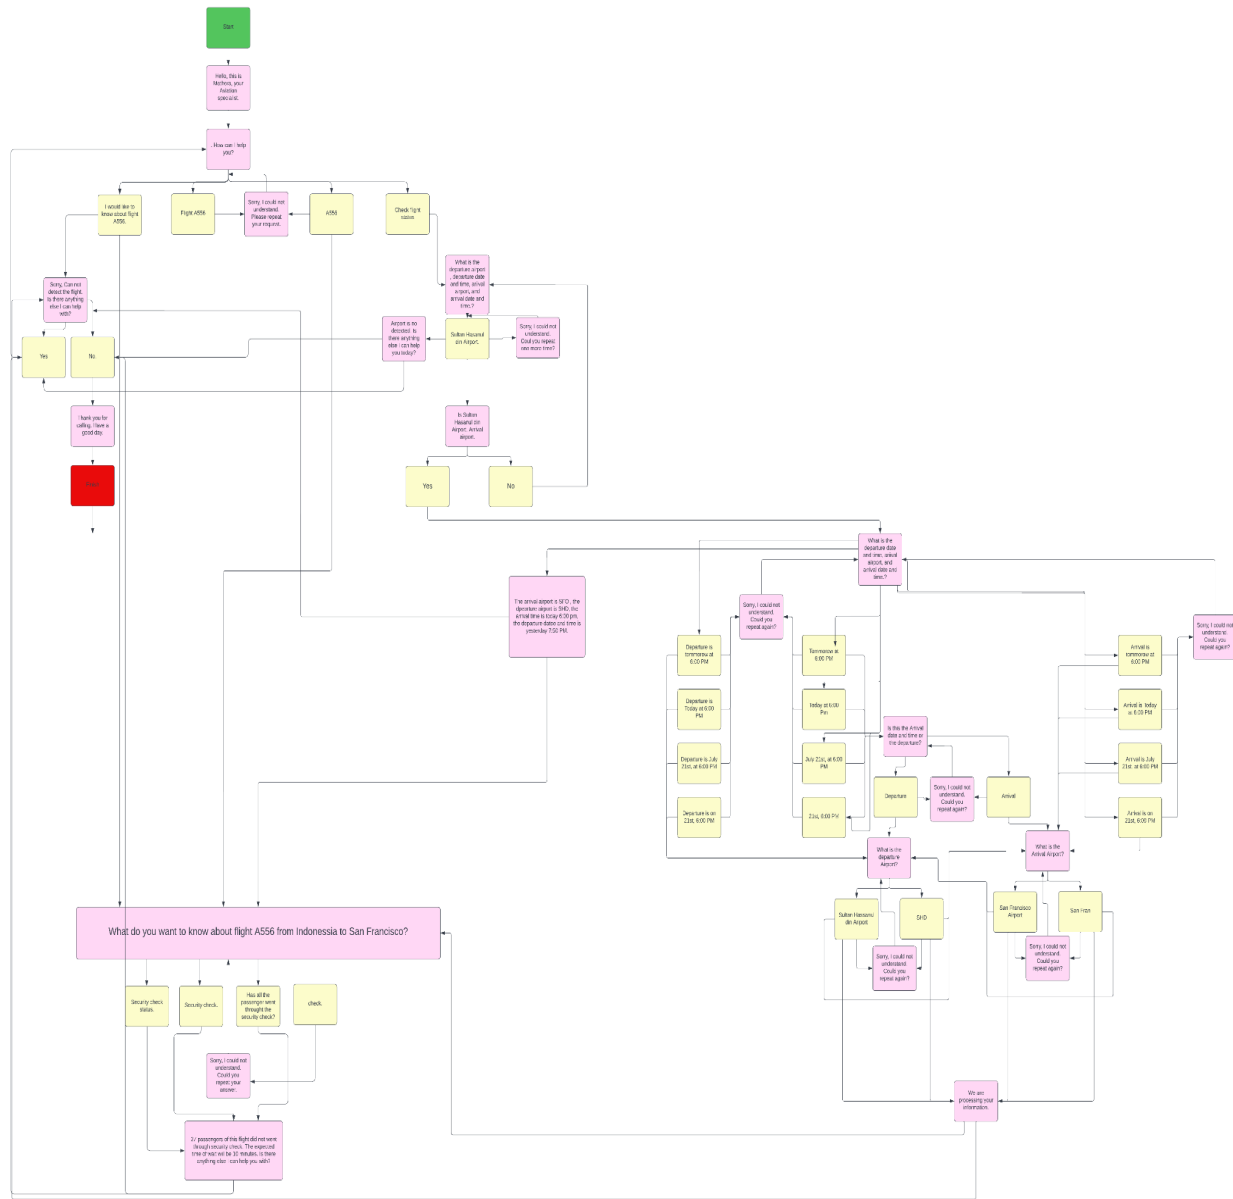 Start
Hello, this is
your
Aviation
specialist.
. How can I help
you?
I would like to
know about flight
A556.
Flight A556
Sorry, I could not
understand.
Please repeat
your request.
A556
Check flight
status
What is the
departure airport
, departure date
and time, arrival
airport, and
arrival date and
time.?
Sorry, Can not
detect the flight.
Is there anything
else I can help
with?
Airport is no
detected. Is
there anything
else I can help
you today?
Sulton Hasanul
din Airport.
Sorry, I could not
understand.
Coul you repeat
one more time?
Yes
No
Thank you for
calling. Have a
good day.
Is Sulton
Hasanul din
Airport. Arrival
airport.
Yes
No
What is the
departure date
and time, arrival
airport, and
arrival date and
time.?
The arrival airport is SFO , the
departure airport is SHD. the
arrival time is today 6:00 pm,
the departure datee and time is
yesterday 7:50 PM.
Sorry, I could not
understand.
Could you
repeat again?
Sorry, I could not
understand.
Could you
repeat again?
Departure is
tommorow at
6:00 PM
Tommorow at
6:00 PM
Arrival is
tommorow at
6:00 PM
Departure is
Today at 6:00
PM
Today at 6:00
Pm
Arrival is Today
at 6:00 PM
Is this the Arrival
date and time or
the departure?
Departure is July
21st, at 6:00 PM
July 21st, at 6:00
PM
Arrival is July
21st, at 6:00 PM
Departure
Sorry, I could not
understand.
Could you
repeat again?
Arrival
Departure is on
21st, 6:00 PM
21st, 6:00 PM
Arrival is on
21st, 6:00 PM
What is the
departure
Airport?
What is the
Arrival Airport?
Sulton Hassanul
din Airport
SHD
San Francisco
Airport
San Fran
What do you want to know about flight A556 from Indonessia to San Francisco?
Sorry, I could not
understand
Could you
repeat again?
Sorry, I could not
understand.
Could you
repeat again?
Security check
status.
Security check.
Has all the
passenger went
throught the
security check?
check.
Sorry, I could not
understand.
Could you
repeat your
answer.
We are
processing your
information.
passengers of this flight did not went
through security check. The expected
time of wait will be 10 minutes. Is there
anything else I can help you with?